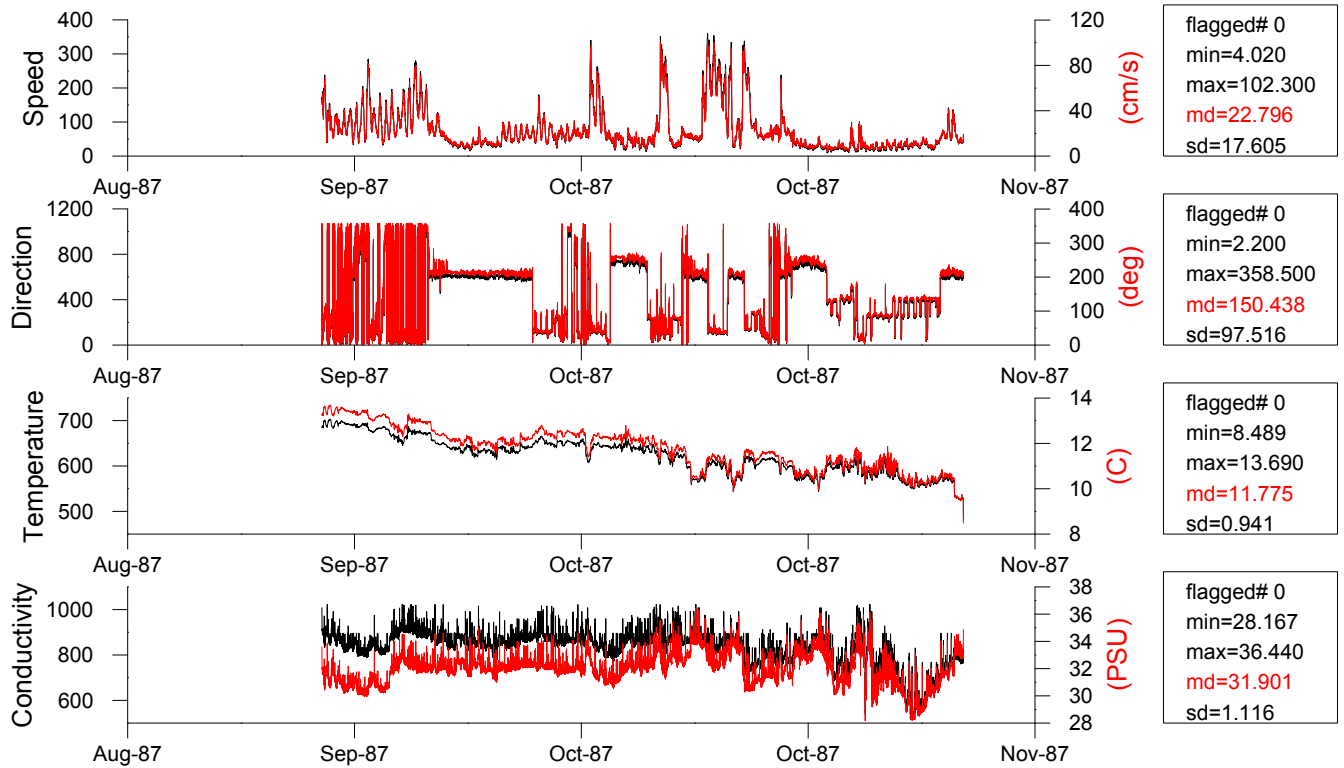 Speed
400
300
200
100
0
120
80
40
0
(cm/s)
Aug-87 Sep-87 Oct-87 Oct-87 Nov-87
flagged# 0
min=4.020
max=102.300
md=22.796
sd=17.605
Direction
1200
800
400
0
400
300
200
100
0
(deg)
Aug-87 Sep-87 Oct-87 Oct-87 Nov-87
flagged# 0
min=2.200
max=358.500
md=150.438
sd=97.516
Temperature
700
600
500
14
12
10
8
(C)
Aug-87 Sep-87 Oct-87 Oct-87 Nov-87
flagged# 0
min=8.489
max=13.690
md=11.775
sd=0.941
Conductivity
1000
800
600
38
36
34
32
30
28
(PSU)
Aug-87 Sep-87 Oct-87 Oct-87 Nov-87
flagged# 0
min=28.167
max=36.440
md=31.901
sd=1.116